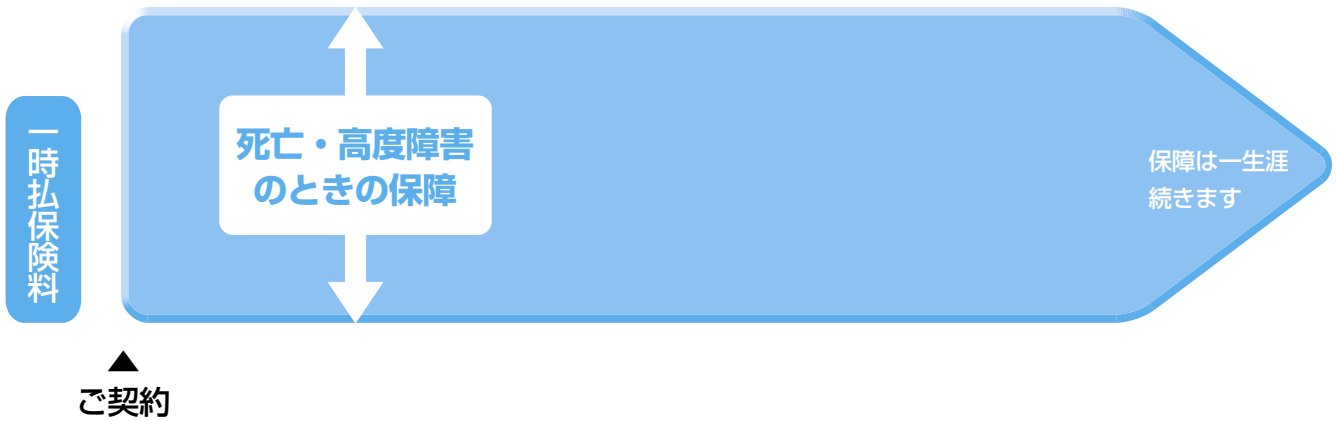 一時払保険料
死亡・高度障害
のときの保障
保障は一生涯
続きます
ご契約